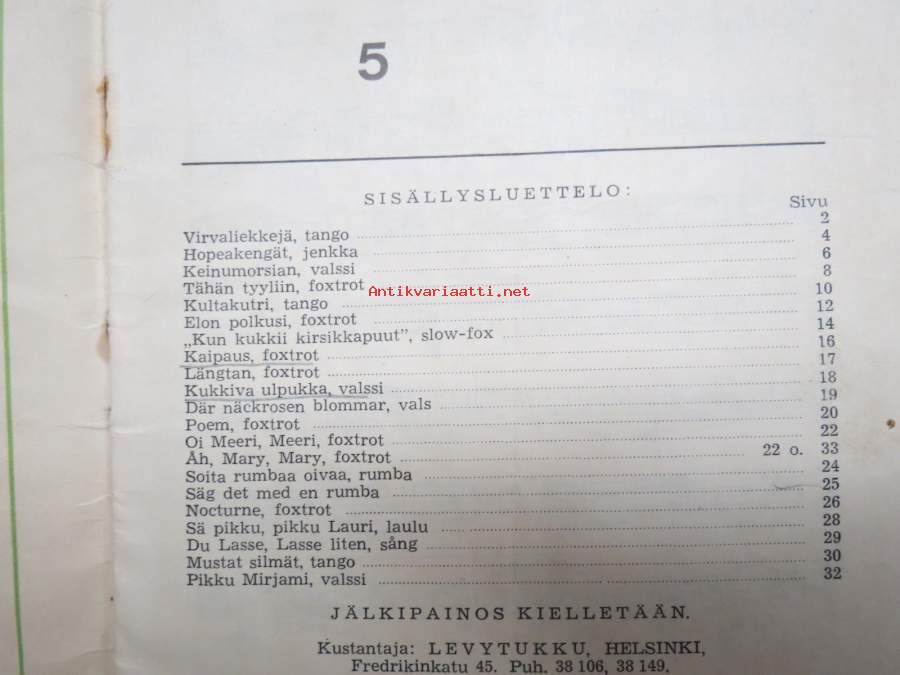 5
SISÄLLYSLUETTELO:
Sivu
Virvaliekkejä, tango 2
Hopeakengät, jenkka 4
Keinumorsian, valssi 6
Tähän tyyliin, foxtrot 8
Antikvariaatti.net
Kultakutri, tango 10
Elon polkusi, foxtrot 12
„Kun kukkii kirsikkapuut", slow-fox 14
Kaipaus, foxtrot 16
Längtan, foxtrot 17
Kukkiva ulpukka, valssi 18
Där näckrosen blommar, vals 19
Poem, foxtrot 20
Oi Meeri, Meeri, foxtrot 22
Åh, Mary, Mary, foxtrot 22 o. 33
Soita rumbaa oivaa, rumba 24
Säg det med en rumba 25
Nocturne, foxtrot 26
Sä pikku, pikku Lauri, laulu 28
Du Lasse, Lasse liten, sång 29
Mustat silmät, tango 30
Pikku Mirjami, valssi 32
JÄLKIPAINOS KIELLETÄÄN.
Kustantaja: LEVYTUKKU, HELSINKI,
Fredrikinkatu 45. Puh. 38 106, 38 149.